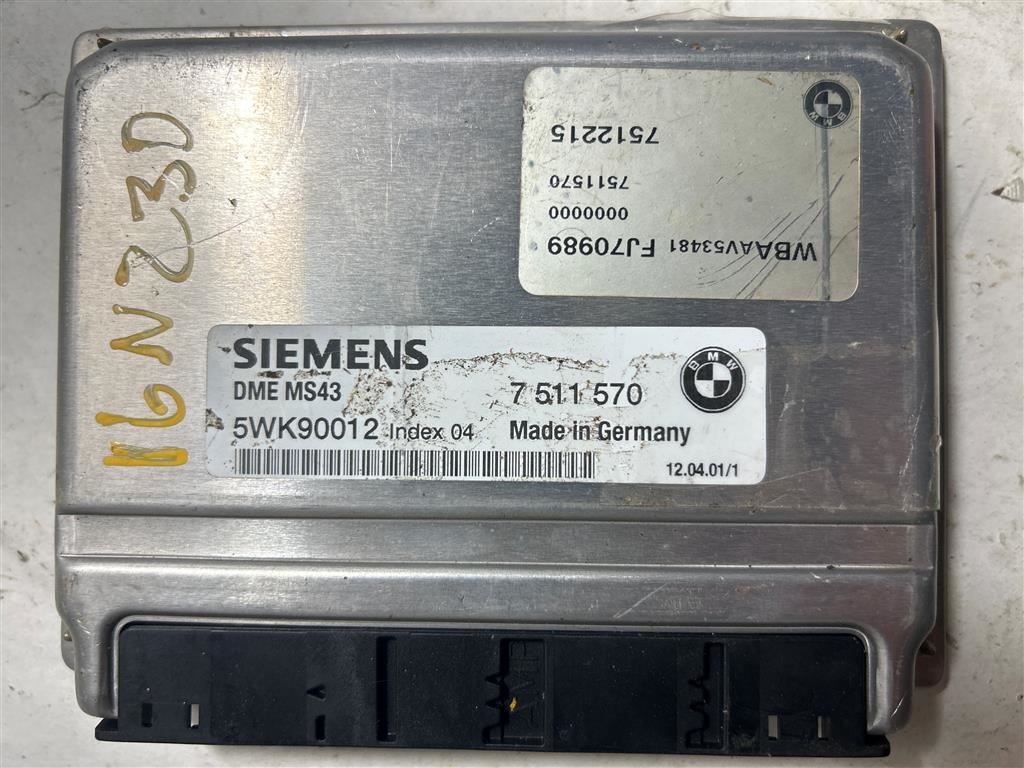 16N23D
BMW
7512215
7511570
0000000
WBAAV53481 FJ70989
SIEMENS
DME MS43
7 511 570
BMW
5WK90012 Index 04
Made in Germany
12.04.01/1